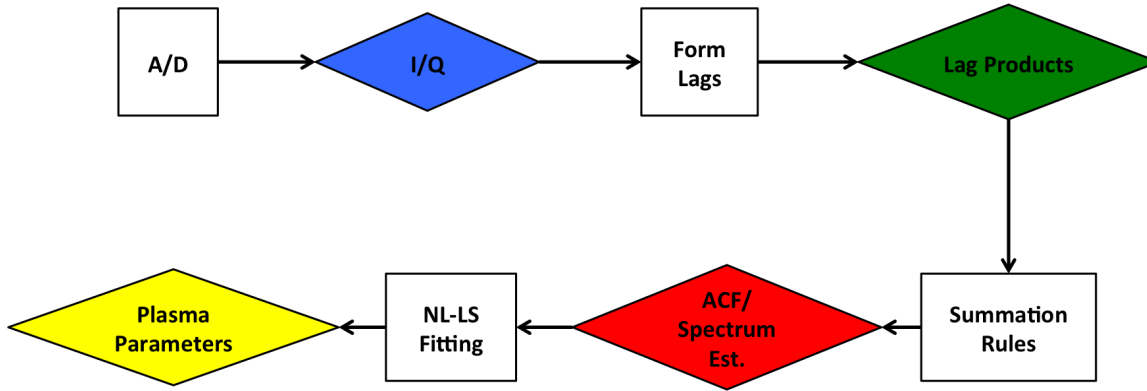 A/D
I/Q
Form
Lags
Lag Products
Summation
Rules
ACF/
Spectrum
Est.
NL-LS
Fitting
Plasma
Parameters